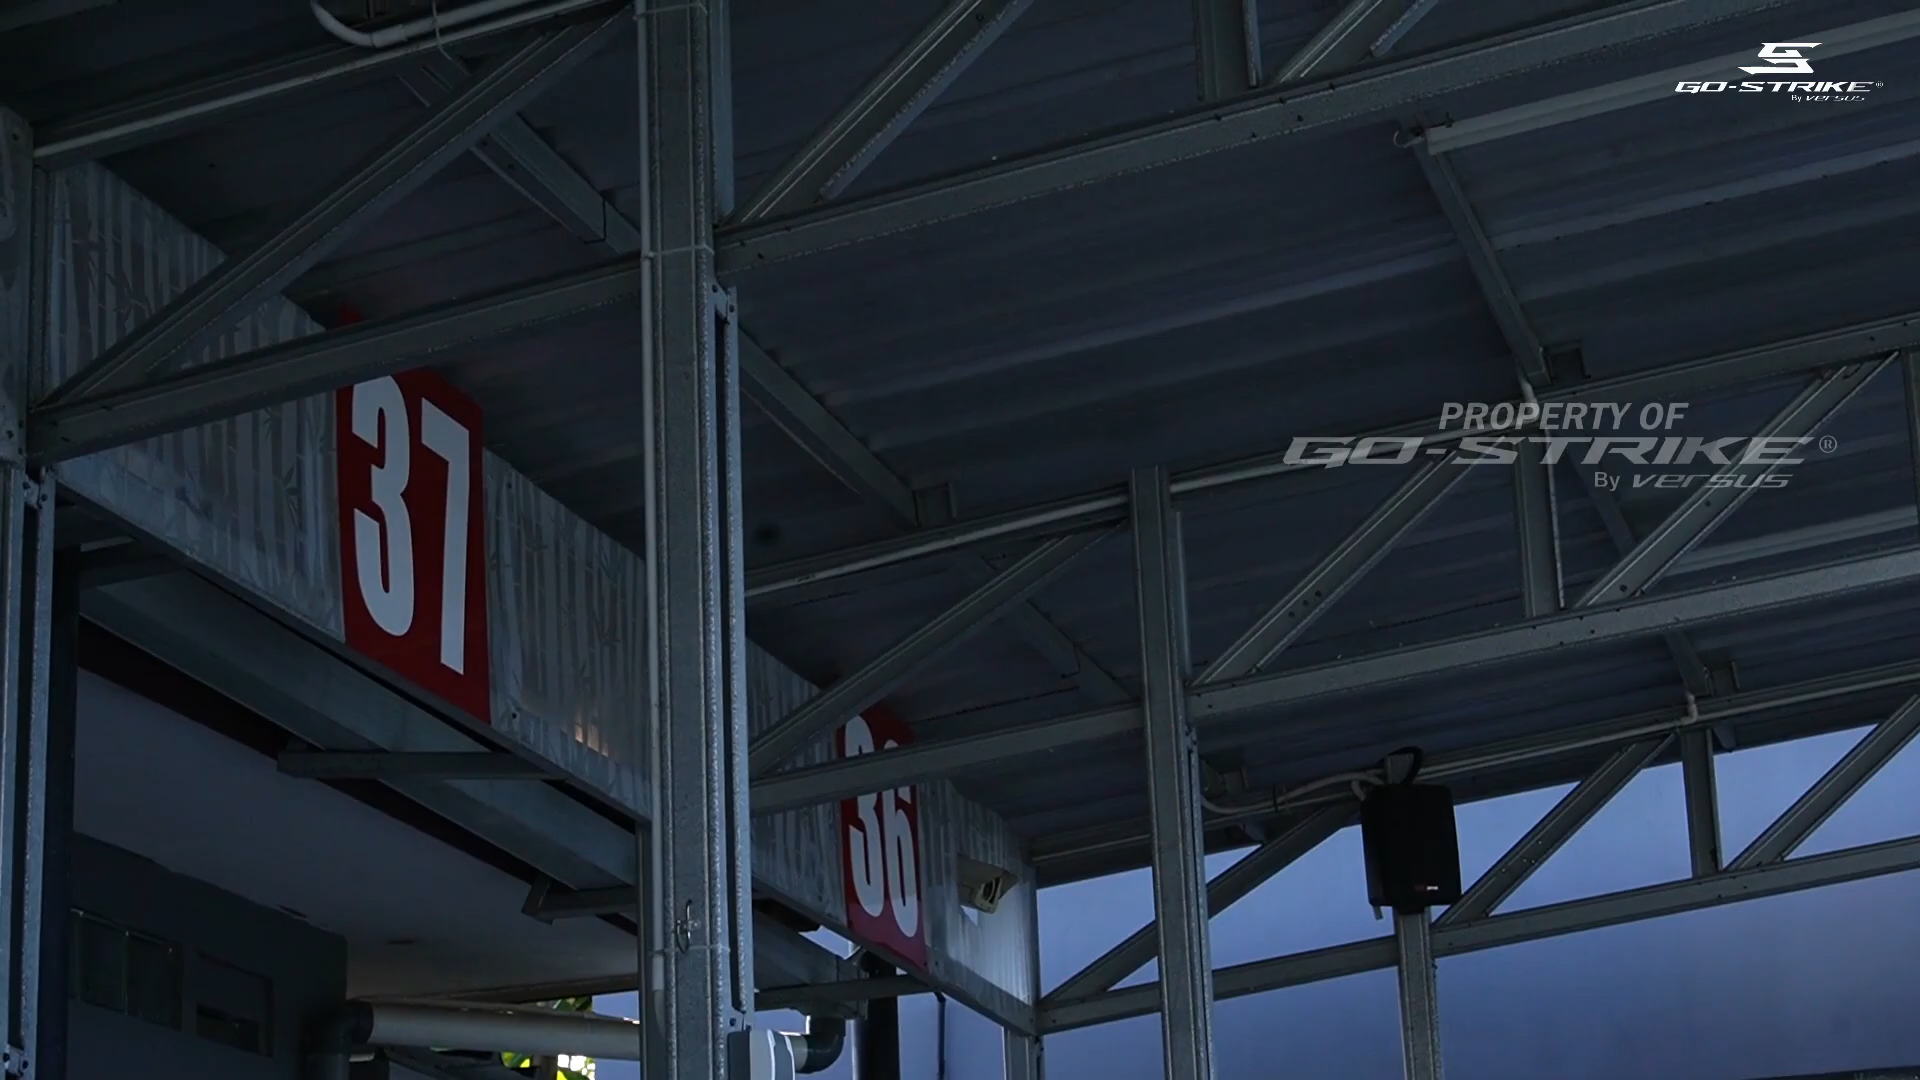 GO-STRIKE®
By versus
PROPERTY OF
GO-STRIKE®
By versus
37
36